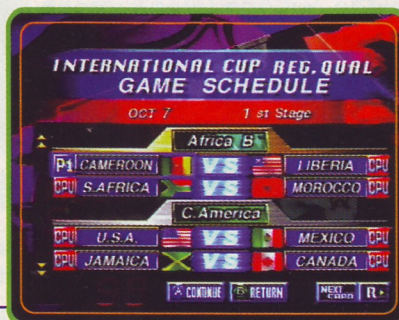 INTERNATIONAL CUP REG.QUAL
GAME SCHEDULE
OCT 7 1 st Stage
Africa B
P1 CAMEROON VS LIBERIA CPU
CPU S.AFRICA VS MOROCCO CPU
C.America
CPU U.S.A. VS MEXICO CPU
CPU JAMAICA VS CANADA CPU
A CONTINUE B RETURN NEXT CARD R